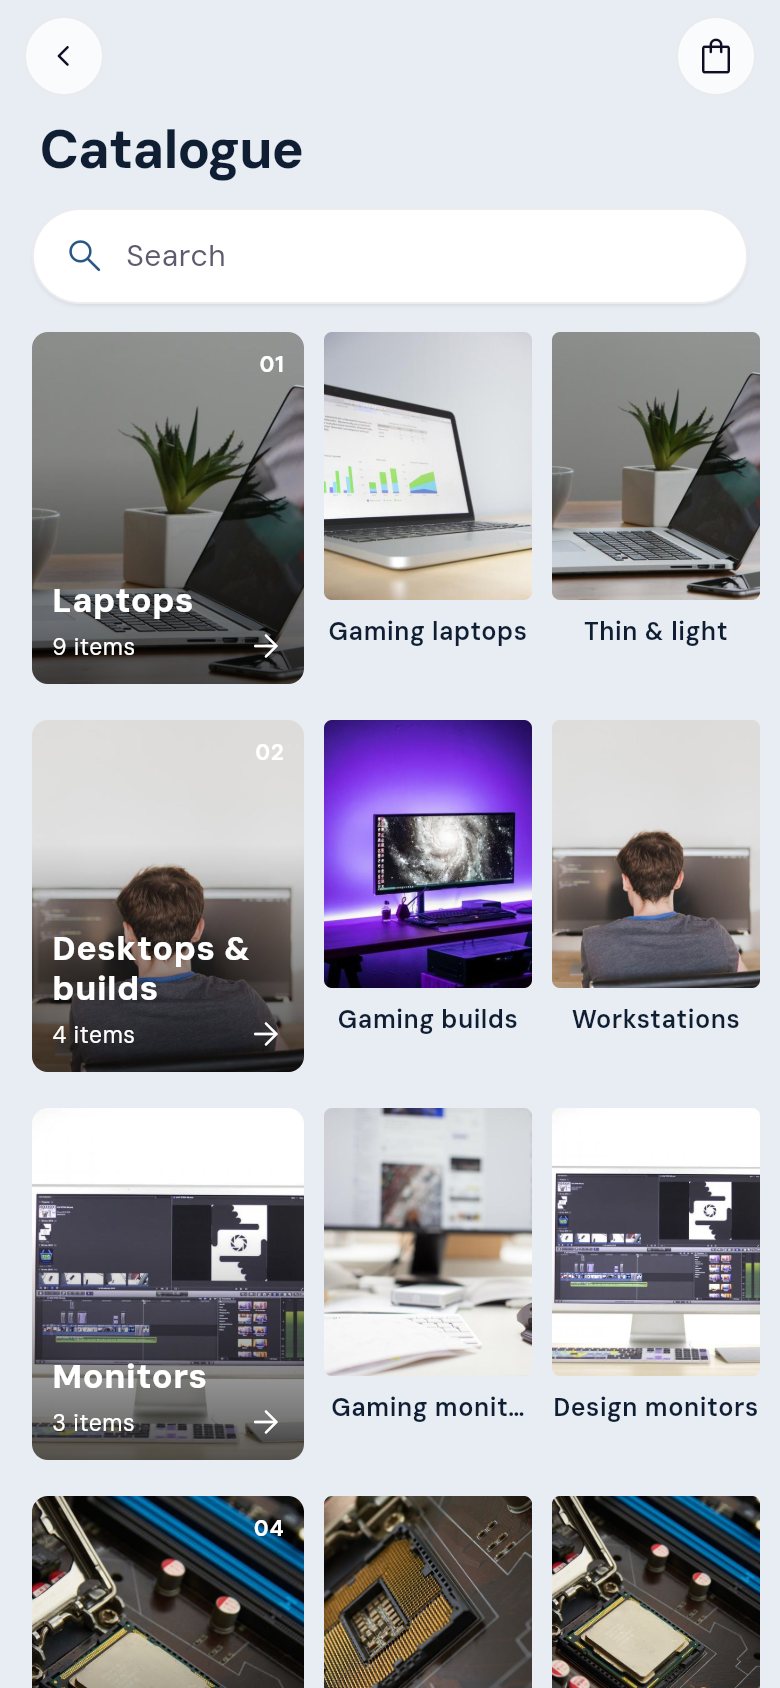 Catalogue
Search
01
Laptops
9 items
Gaming laptops
Thin & light
02
Desktops &
builds
4 items
Gaming builds
Workstations
Monitors
3 items
Gaming monit...
Design monitors
04